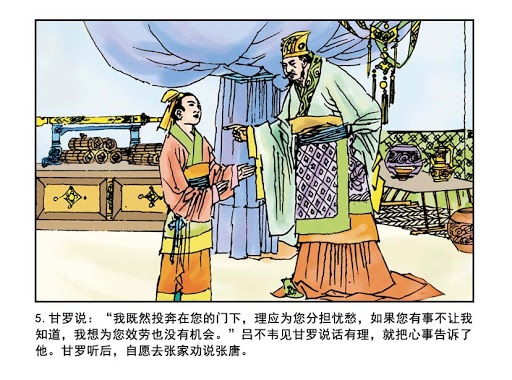 5. 甘罗说：“我既然投奔在您的门下，理应为您分担忧愁，如果您有事不让我
知道，我想为您效劳也没有机会。”吕不韦见甘罗说话有理，就把心事告诉了
他。甘罗听后，自愿去张家劝说张唐。